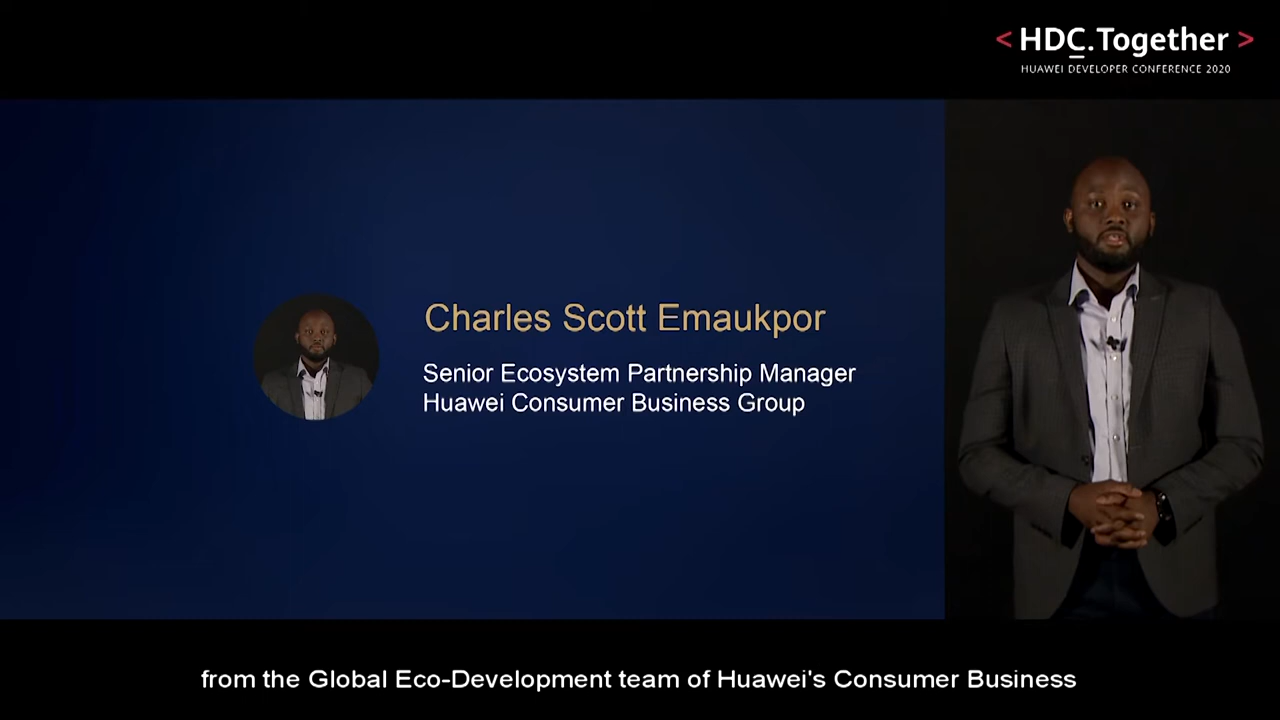 < HDC.Together >
HUAWEI DEVELOPER CONFERENCE 2020
Charles Scott Emaukpor
Senior Ecosystem Partnership Manager
Huawei Consumer Business Group
from the Global Eco-Development team of Huawei's Consumer Business